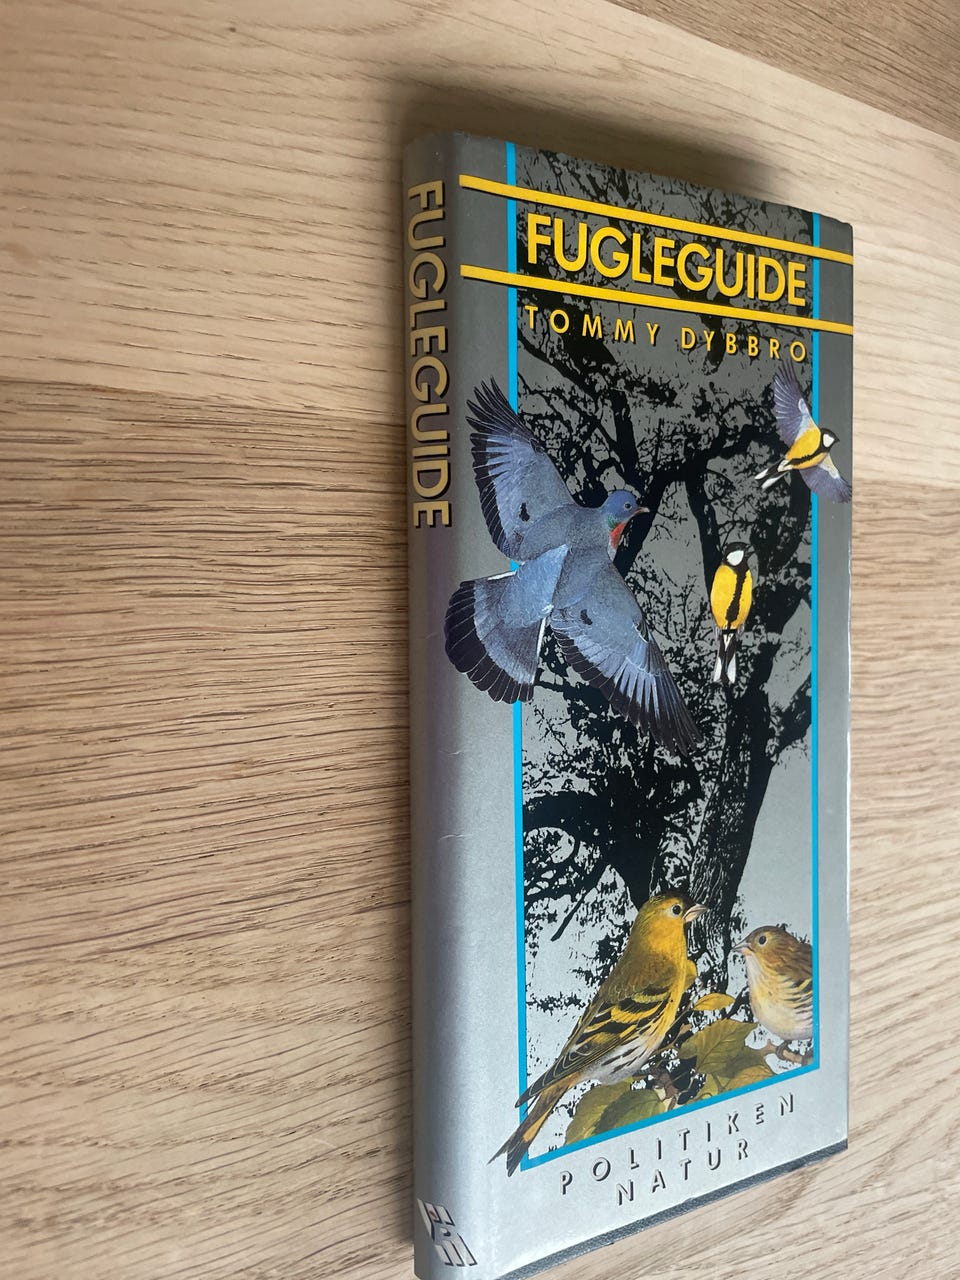 FUGLEGUIDE
FUGLEGUIDE
TOMMY DYBBRO
POLITIKEN
NATUR